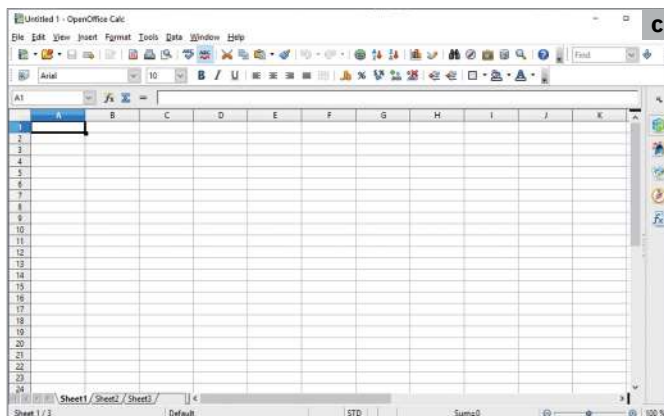 Untitled 1 - OpenOffice Calc
c
File Edit View Insert Format Tools Data Window Help
Find
Arial 10
A1
A B C D E F G H I J K
1
2
3
4
5
6
7
8
9
10
11
12
13
14
15
16
17
18
19
20
21
22
23
24
Sheet1 Sheet2 Sheet3
Sheet 1 / 3 Default STD Sum=0 100 %